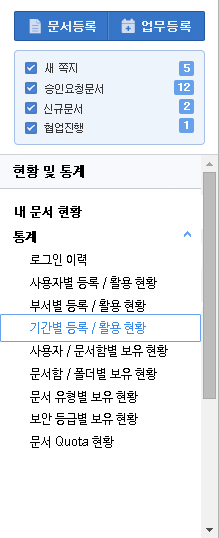 문서등록 업무등록
새 쪽지 5
승인요청문서 12
신규문서 2
협업진행 1
현황 및 통계
내 문서 현황
통계
로그인 이력
사용자별 등록 / 활용 현황
부서별 등록 / 활용 현황
기간별 등록 / 활용 현황
사용자 / 문서함별 보유 현황
문서함 / 폴더별 보유 현황
문서 유형별 보유 현황
보안 등급별 보유 현황
문서 Quota 현황